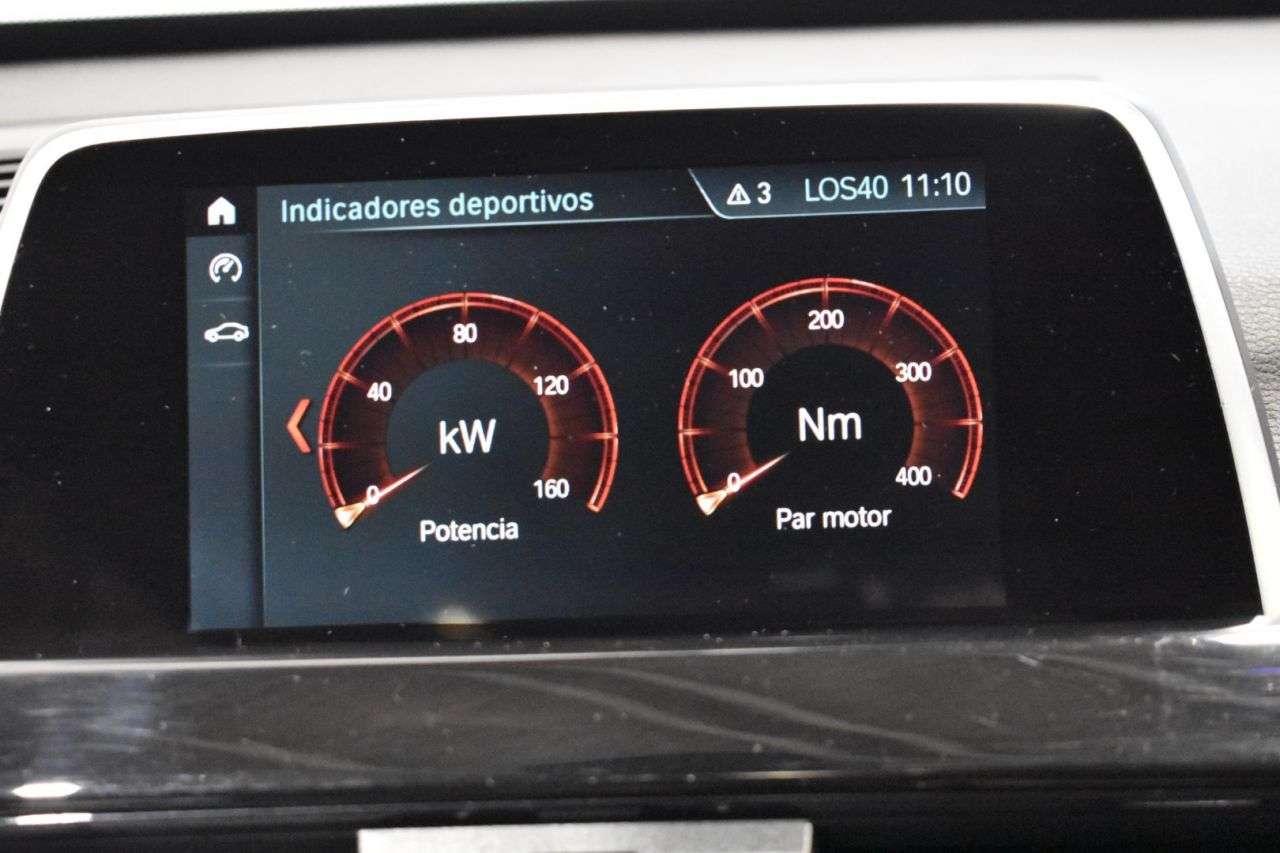 Indicadores deportivos
3 LOS40 11:10
0 40 80 120 160
kW
Potencia
0 100 200 300 400
Nm
Par motor